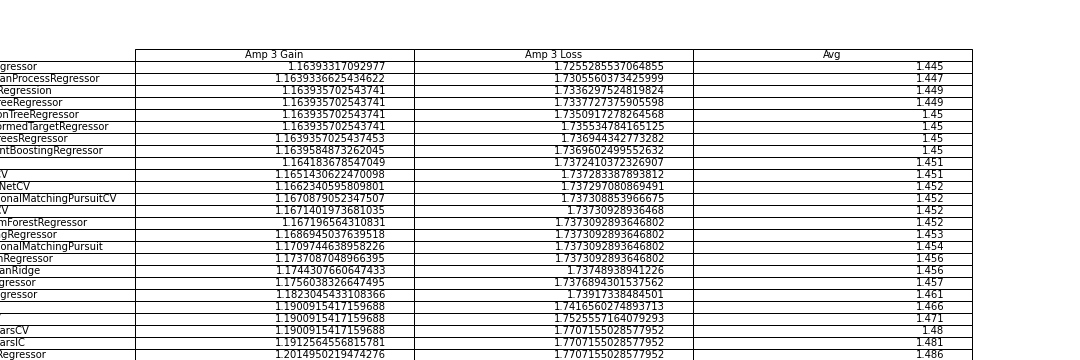 Amp 3 Gain Amp 3 Loss Avg
gressor 1.16393317092977 1.7255285537064855 1.445
anProcessRegressor 1.1639336625434622 1.7305560373425999 1.447
Regression 1.163935702543741 1.7336297524819824 1.449
reeRegressor 1.163935702543741 1.7337727375905598 1.449
onTreeRegressor 1.163935702543741 1.7350917278264568 1.45
ormedTargetRegressor 1.163935702543741 1.735534784165125 1.45
reesRegressor 1.1639357025437453 1.736944342773282 1.45
ntBoostingRegressor 1.1639584873262045 1.7369602499552632 1.45
1.164183678547049 1.7372410372326907 1.451
CV 1.1651430622470098 1.737283387893812 1.451
NetCV 1.1662340595809801 1.737297080869491 1.452
onalMatchingPursuitCV 1.1670879052347507 1.737308853966675 1.452
CV 1.1671401973681035 1.73730928936468 1.452
mForestRegressor 1.167196564310831 1.7373092893646802 1.452
ngRegressor 1.1686945037639518 1.7373092893646802 1.453
onalMatchingPursuit 1.1709744638958226 1.7373092893646802 1.454
nRegressor 1.1737087048966395 1.7373092893646802 1.456
anRidge 1.1744307660647433 1.73748938941226 1.456
gressor 1.1756038326647495 1.7376894301537562 1.457
gressor 1.1823045433108366 1.73917338484501 1.461
1.1900915417159688 1.7416560274893713 1.466
1.1900915417159688 1.7525557164079293 1.471
arsCV 1.1900915417159688 1.7707155028577952 1.48
arsIC 1.1912564556815781 1.7707155028577952 1.481
Regressor 1.2014950219474276 1.7707155028577952 1.486